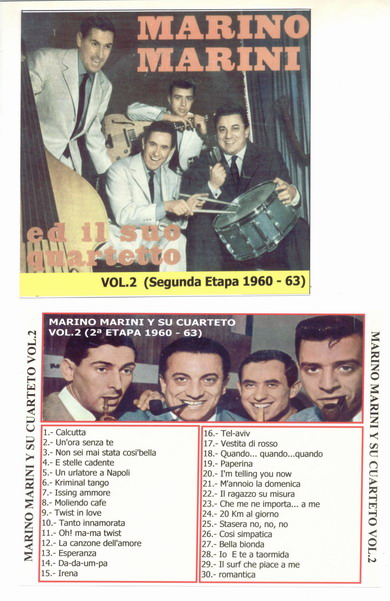 MARINO
MARINI
ed il suo
quartetto
VOL.2 (Segunda Etapa 1960 - 63)
MARINO MARINI Y SU CUARTETO VOL.2
MARINO MARINI Y SU CUARTETO
VOL.2 (2ª ETAPA 1960 - 63)
1.- Calcutta
2.- Un'ora senza te
3.- Non sei mai stata cosi'bella
4.- E stelle cadente
5.- Un urlatore a Napoli
6.- Kriminal tango
7.- Issing ammore
8.- Moliendo cafe
9.- Twist in love
10.- Tanto innamorata
11.- Oh! ma-ma twist
12.- La canzone dell'amore
13.- Esperanza
14.- Da-da-um-pa
15.- Irena
16.- Tel-aviv
17.- Vestita di rosso
18.- Quando... quando...quando
19.- Paperina
20.- I'm telling you now
21.- M'annoio la domenica
22.- Il ragazzo su misura
23.- Che me ne importa... a me
24.- 20 Km al giorno
25.- Stasera no, no, no
26.- Cosi simpatica
27.- Bella bionda
28.- Io E te a taormida
29.- Il surf che piace a me
30.- romantica
MARINO MARINI Y SU CUARTETO VOL.2